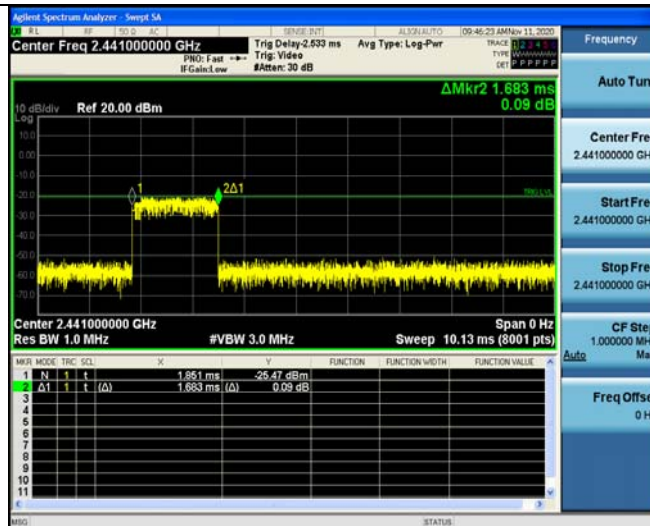 Agilent Spectrum Analyzer - Swept SA
RL RF 50 Ω AC SENSE:INT ALIGNAUTO 09:46:23 AM Nov 11, 2020
Center Freq 2.441000000 GHz
Trig Delay-2.533 ms Avg Type: Log-Pwr
PNO: Fast Trig: Video
IFGain:Low #Atten: 30 dB
TRACE 1 2 3 4 5 6
TYPE
DET P P P P P P
ΔMkr2 1.683 ms
0.09 dB
10 dB/div Ref 20.00 dBm
Log
10.0
0.00
-10.0
-20.0
-30.0
-40.0
-50.0
-60.0
-70.0
1
2Δ1
TRIG LVL
Center 2.441000000 GHz Span 0 Hz
Res BW 1.0 MHz #VBW 3.0 MHz Sweep 10.13 ms (8001 pts)
MKR MODE TRC SCL X Y FUNCTION FUNCTION WIDTH FUNCTION VALUE
1 N 1 t 1.851 ms -25.47 dBm
2 Δ1 1 t (Δ) 1.683 ms (Δ) 0.09 dB
3
4
5
6
7
8
9
10
11
MSG STATUS
Frequency
Auto Tun
Center Fre
2.441000000 GH
Start Fre
2.441000000 GH
Stop Fre
2.441000000 GH
CF Ste
1.000000 MH
Auto Ma
Freq Offse
0 H